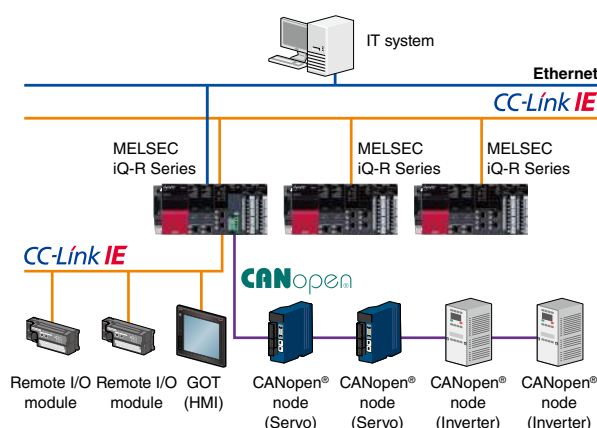 IT system
Ethernet
CC-Link IE
MELSEC
iQ-R Series
MELSEC
iQ-R Series
MELSEC
iQ-R Series
CC-Link IE
CANopen®
Remote I/O
module
Remote I/O
module
GOT
(HMI)
CANopen®
node
(Servo)
CANopen®
node
(Servo)
CANopen®
node
(Inverter)
CANopen®
node
(Inverter)